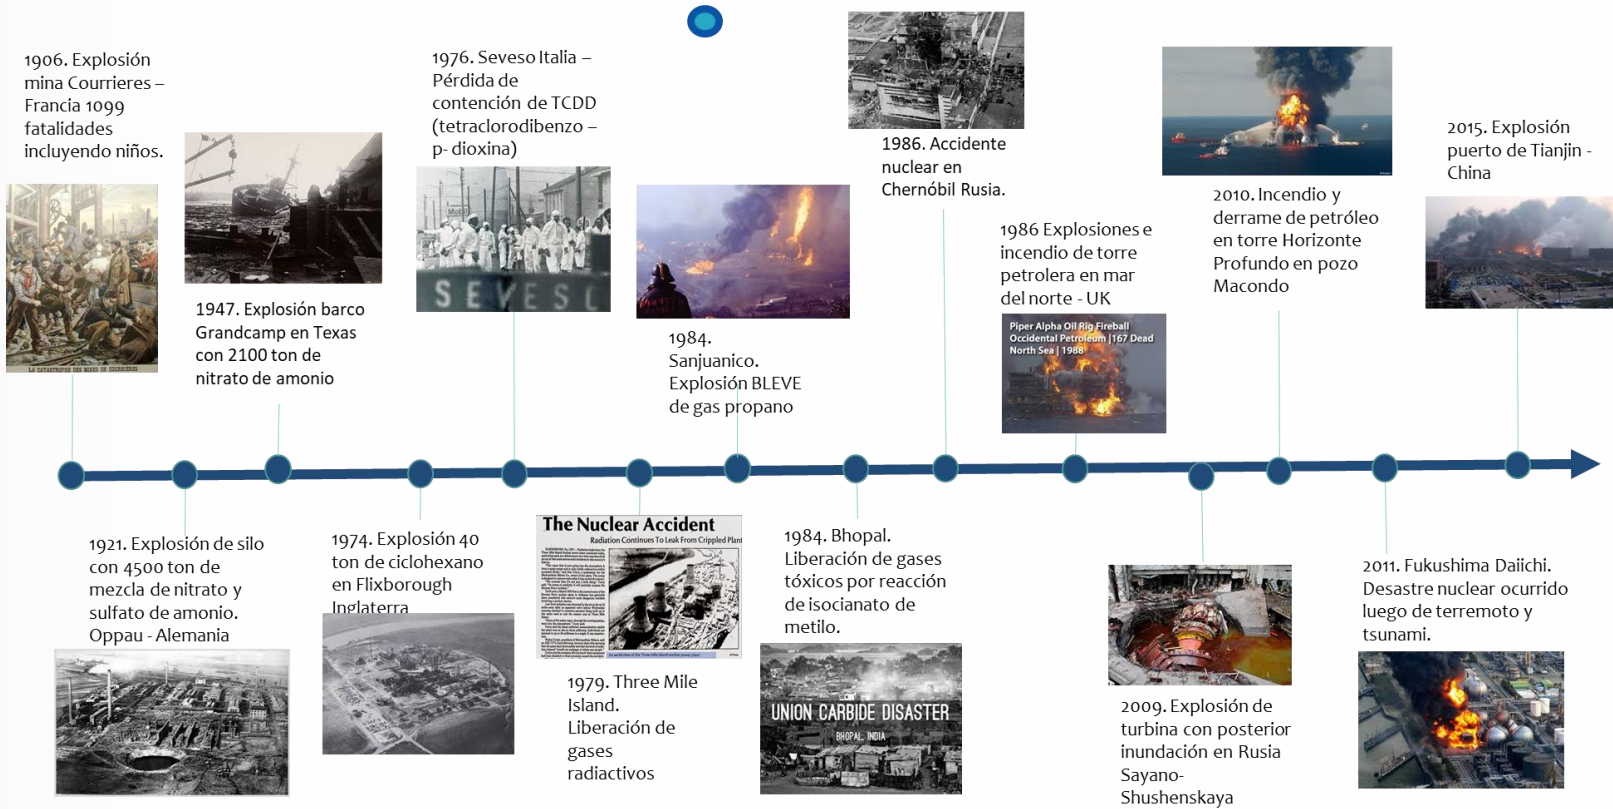 1906. Explosión
mina Courrieres –
Francia 1099
fatalidades
incluyendo niños.
LA CATASTROPHE DES MINES DE COURRIÈRES
1947. Explosión barco
Grandcamp en Texas
con 2100 ton de
nitrato de amonio
1976. Seveso Italia –
Pérdida de
contención de TCDD
(tetraclorodibenzo –
p- dioxina)
Mobil
SEVESO
1984.
Sanjuanico.
Explosión BLEVE
de gas propano
1986. Accidente
nuclear en
Chernóbil Rusia.
1986 Explosiones e
incendio de torre
petrolera en mar
del norte - UK
Piper Alpha Oil Rig Fireball
Occidental Petroleum |167 Dead
North Sea | 1988
2010. Incendio y
derrame de petróleo
en torre Horizonte
Profundo en pozo
Macondo
2015. Explosión
puerto de Tianjin -
China
1921. Explosión de silo
con 4500 ton de
mezcla de nitrato y
sulfato de amonio.
Oppau - Alemania
1974. Explosión 40
ton de ciclohexano
en Flixborough
Inglaterra
The Nuclear Accident
Radiation Continues To Leak From Crippled Plant
1979. Three Mile
Island.
Liberación de
gases
radiactivos
1984. Bhopal.
Liberación de gases
tóxicos por reacción
de isocianato de
metilo.
UNION CARBIDE DISASTER
BHOPAL, INDIA
2009. Explosión de
turbina con posterior
inundación en Rusia
Sayano-
Shushenskaya
2011. Fukushima Daiichi.
Desastre nuclear ocurrido
luego de terremoto y
tsunami.